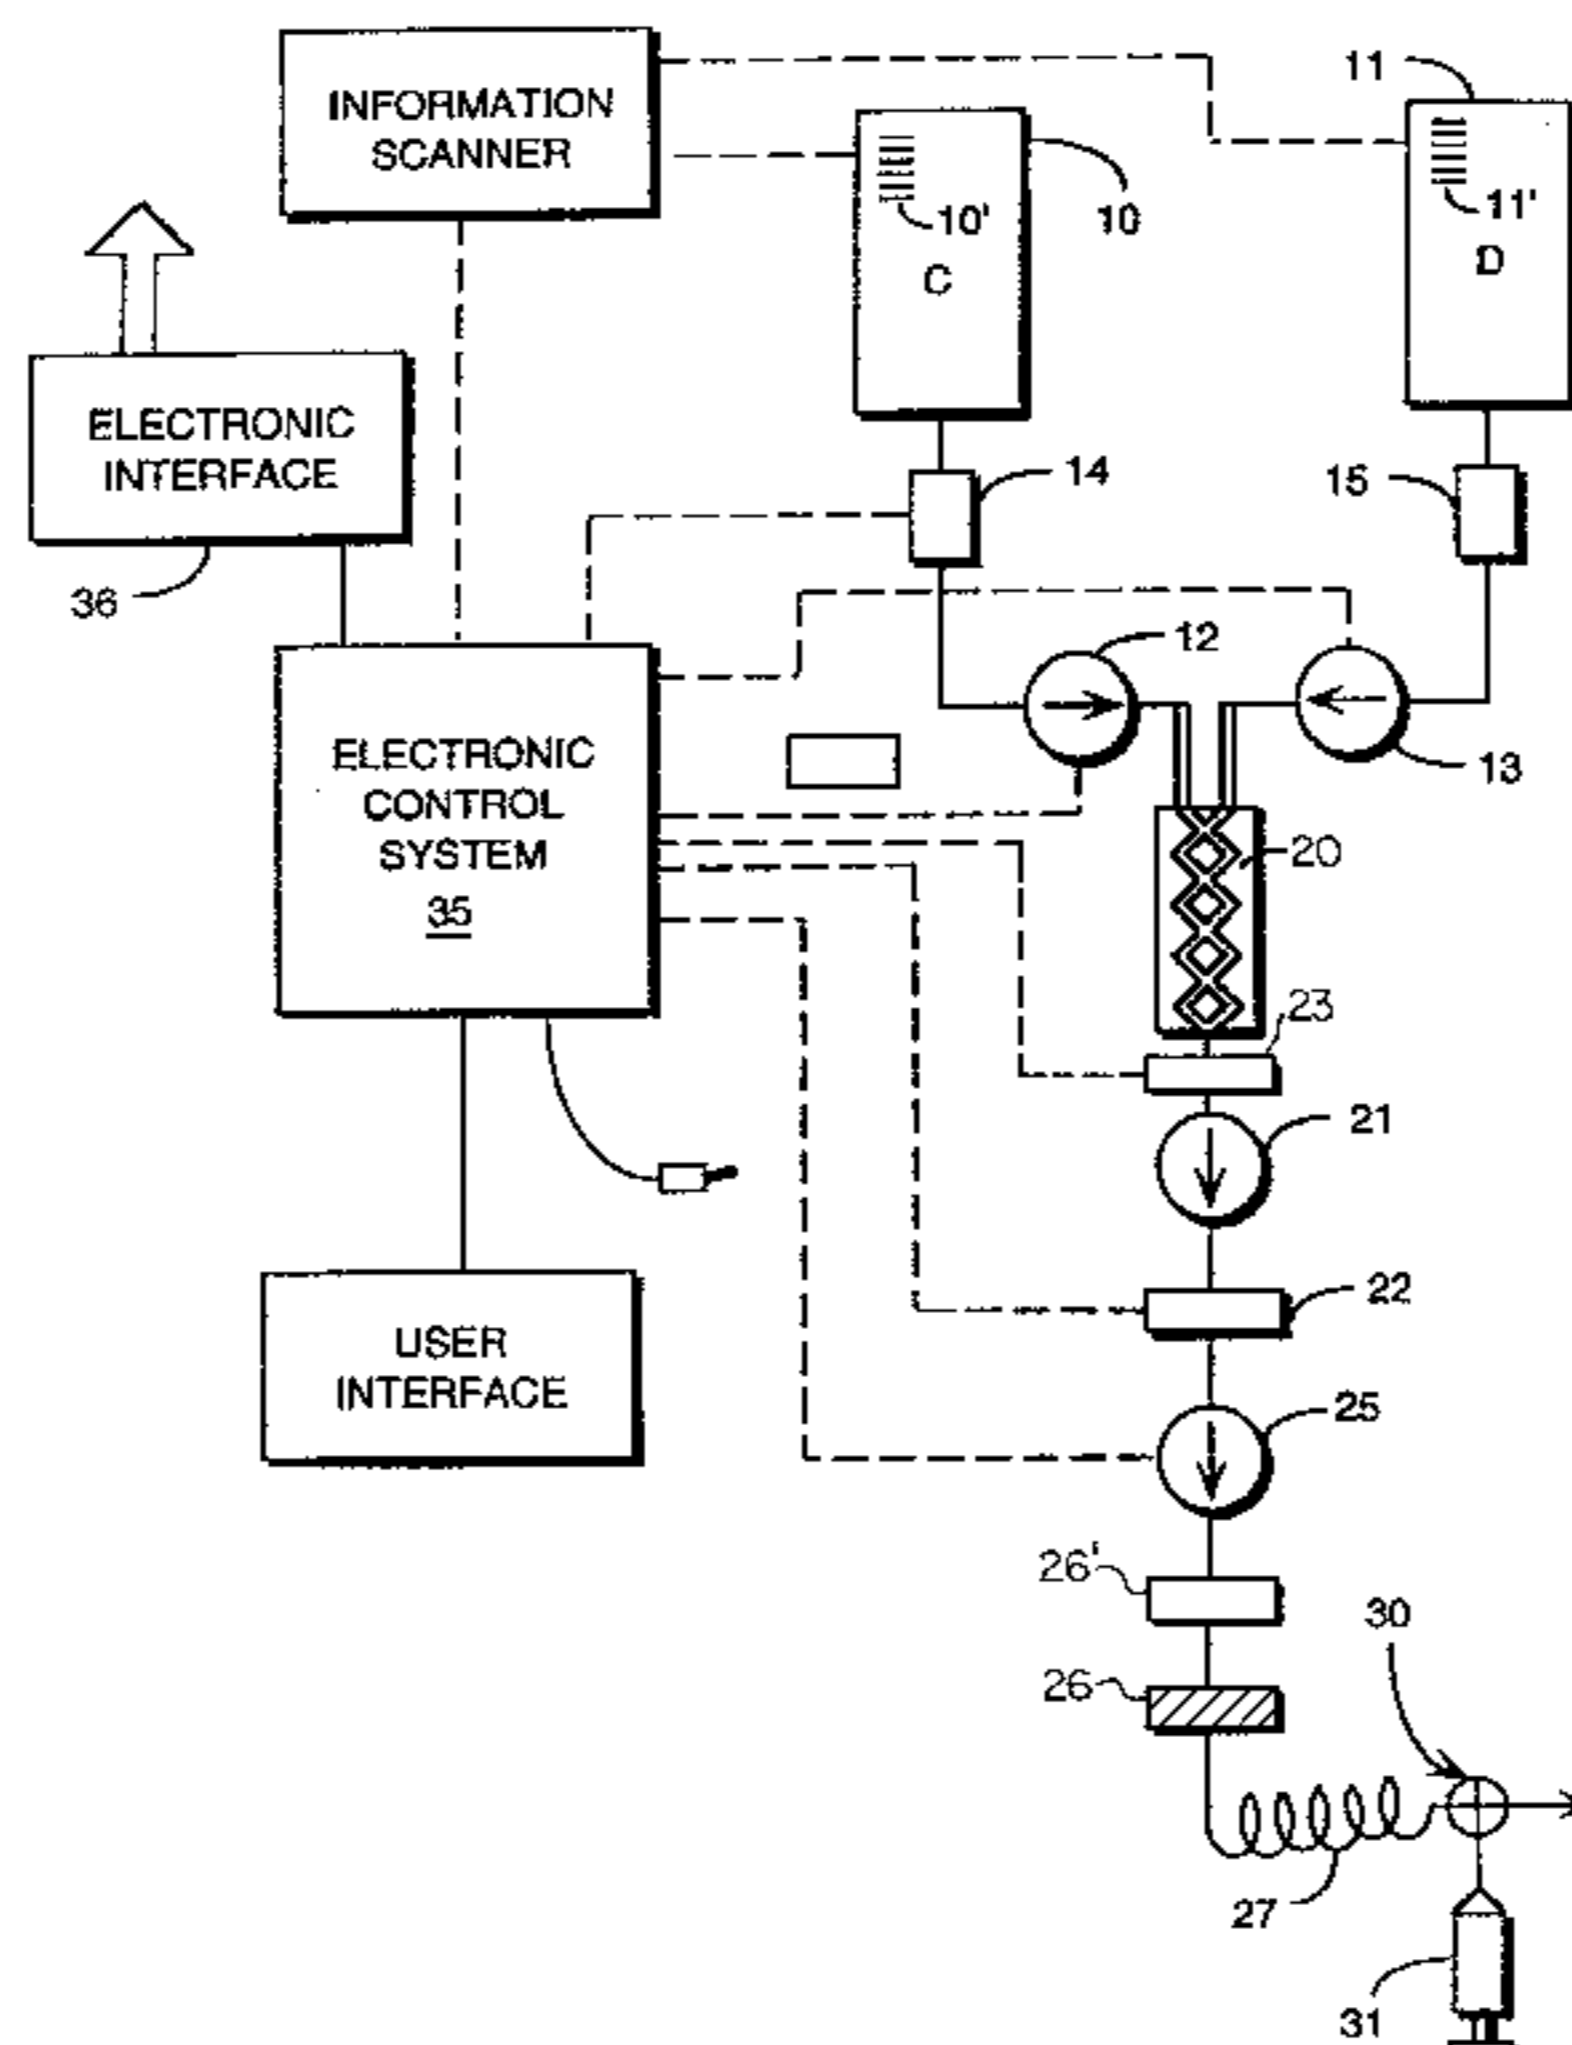 INFORMATION
SCANNER
11
10'
10
11'
C
D
ELECTRONIC
INTERFACE
14
15
36
12
13
ELECTRONIC
CONTROL
SYSTEM
35
20
23
21
22
USER
INTERFACE
25
26'
30
26
27
31